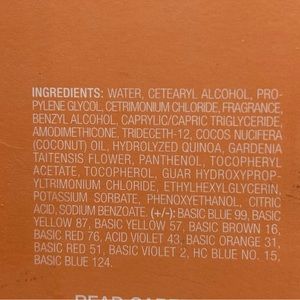 INGREDIENTS: WATER, CETEARYL ALCOHOL, PRO-
PYLENE GLYCOL, CETRIMONIUM CHLORIDE, FRAGRANCE,
BENZYL ALCOHOL, CAPRYLIC/CAPRIC TRIGLYCERIDE,
AMODIMETHICONE, TRIDECETH-12, COCOS NUCIFERA
(COCONUT) OIL, HYDROLYZED QUINOA, GARDENIA
TAITENSIS FLOWER, PANTHENOL, TOCOPHERYL
ACETATE, TOCOPHEROL, GUAR HYDROXYPROP-
YLTRIMONIUM CHLORIDE, ETHYLHEXYLGLYCERIN,
POTASSIUM SORBATE, PHENOXYETHANOL, CITRIC
ACID, SODIUM BENZOATE. (+/-): BASIC BLUE 99, BASIC
YELLOW 87, BASIC YELLOW 57, BASIC BROWN 16,
BASIC RED 76, ACID VIOLET 43, BASIC ORANGE 31,
BASIC RED 51, BASIC VIOLET 2, HC BLUE NO. 15,
BASIC BLUE 124.